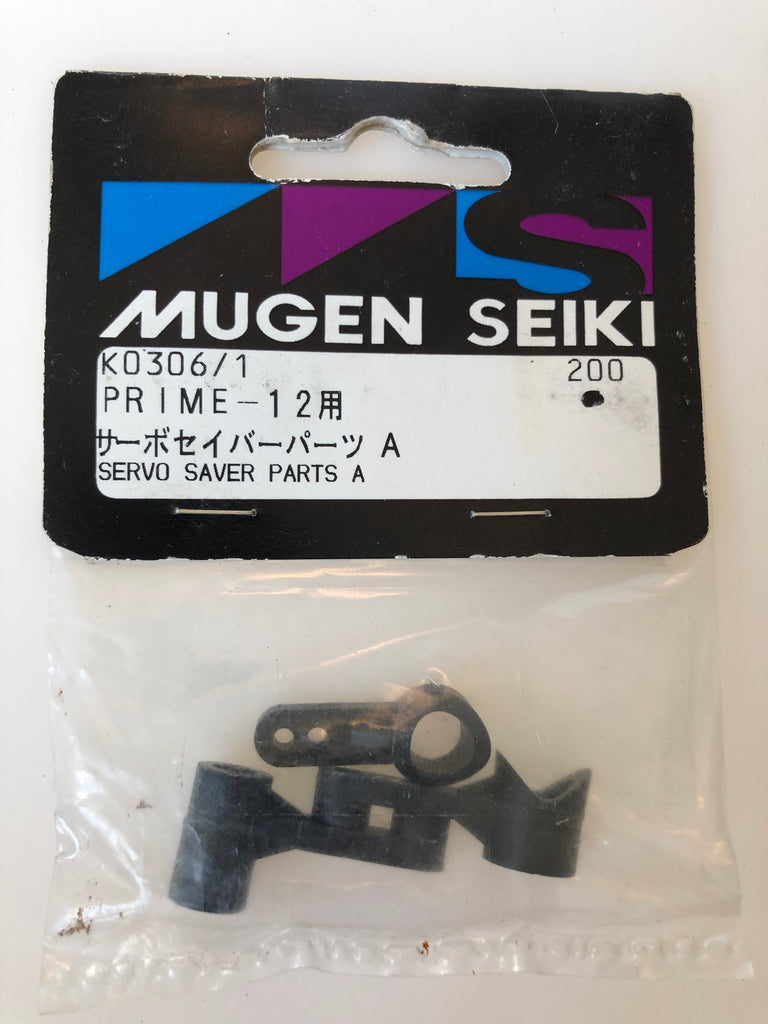 MUGEN SEIKI
K0306/1 200
PRIME-12用
サーボセイバーパーツ A
SERVO SAVER PARTS A